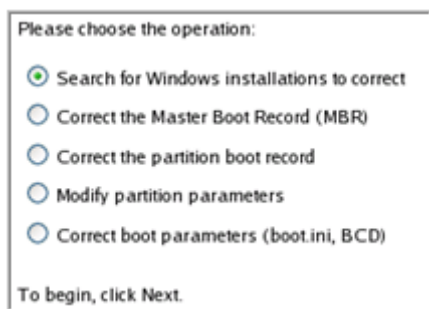 Please choose the operation:
Search for Windows installations to correct
Correct the Master Boot Record (MBR)
Correct the partition boot record
Modify partition parameters
Correct boot parameters (boot.ini, BCD)
To begin, click Next.